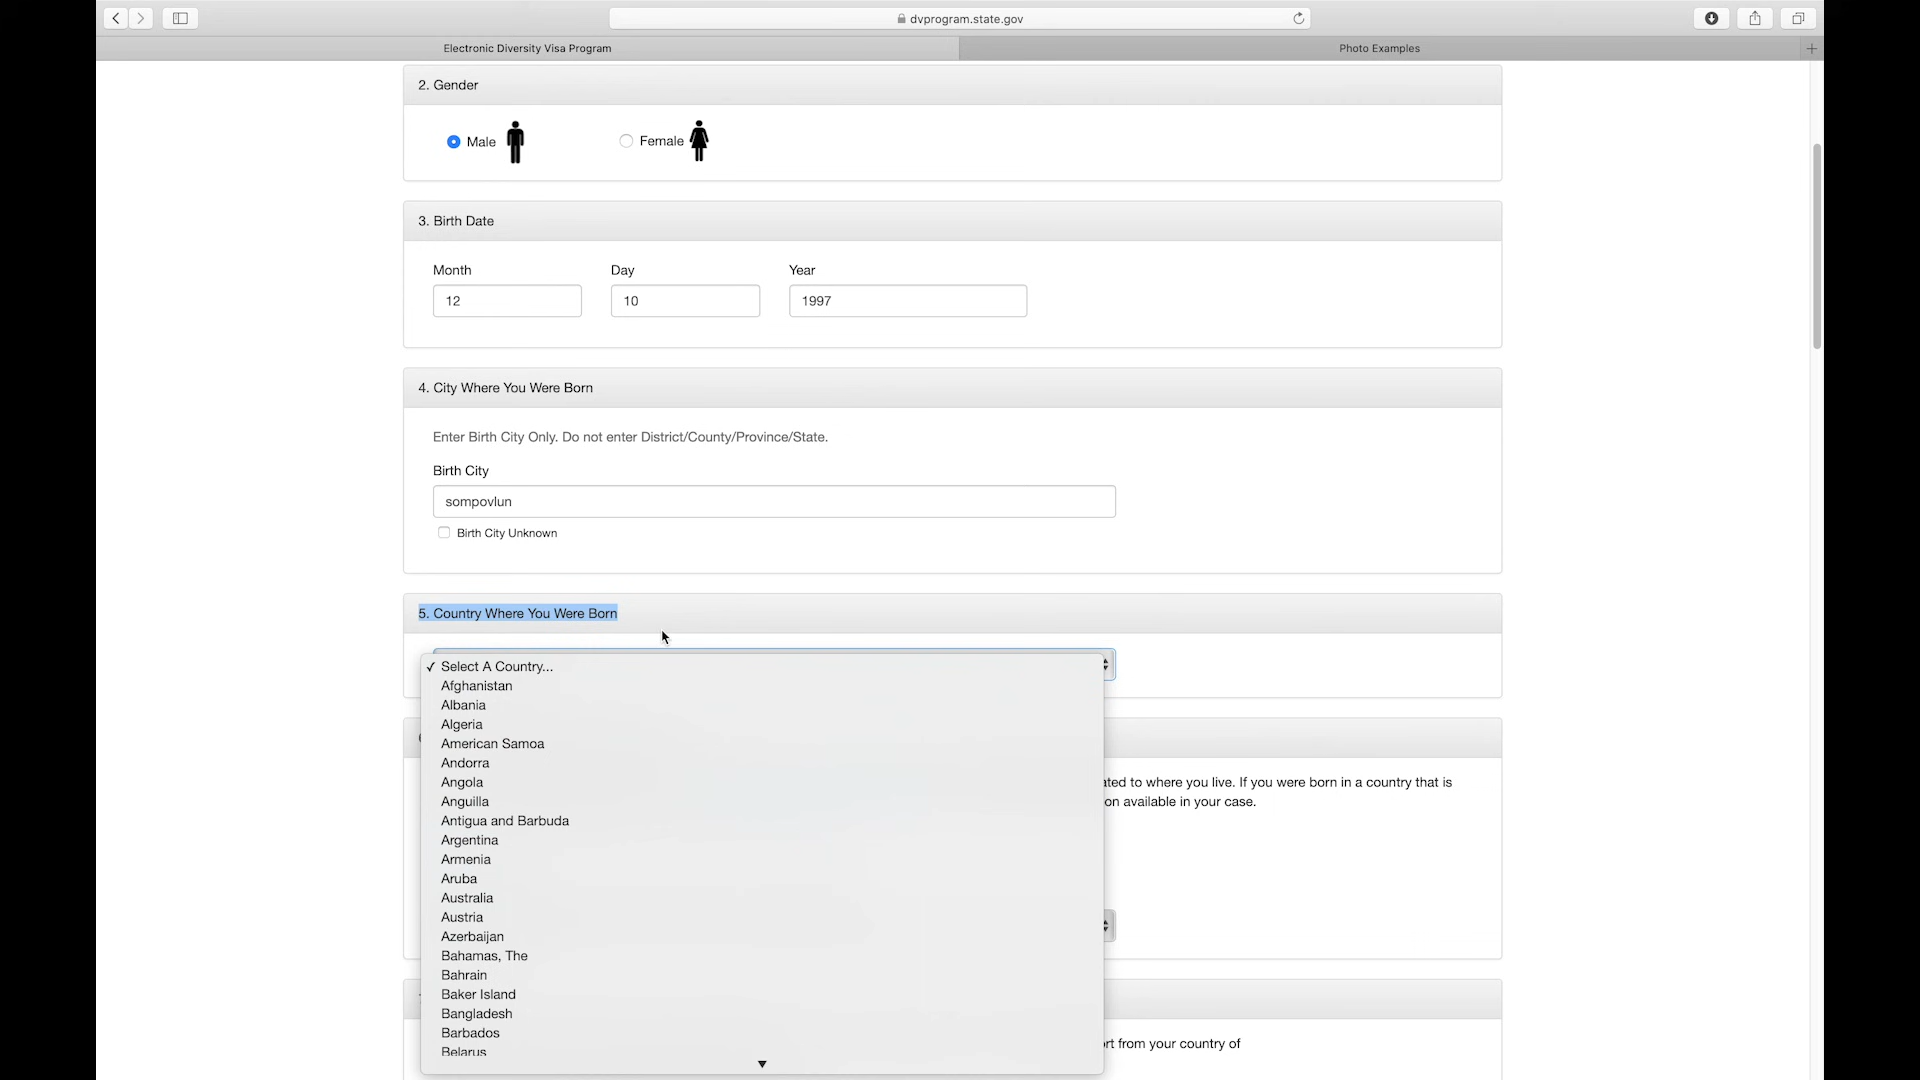 dvprogram.state.gov
Electronic Diversity Visa Program
Photo Examples
2. Gender
Male
Female
3. Birth Date
Month
Day
Year
12
10
1997
4. City Where You Were Born
Enter Birth City Only. Do not enter District/County/Province/State.
Birth City
sompovlun
Birth City Unknown
5. Country Where You Were Born
✓ Select A Country...
Afghanistan
Albania
Algeria
American Samoa
Andorra
Angola
ated to where you live. If you were born in a country that is
Anguilla
on available in your case.
Antigua and Barbuda
Argentina
Armenia
Aruba
Australia
Austria
Azerbaijan
Bahamas, The
Bahrain
Baker Island
Bangladesh
Barbados
rt from your country of
Belarus